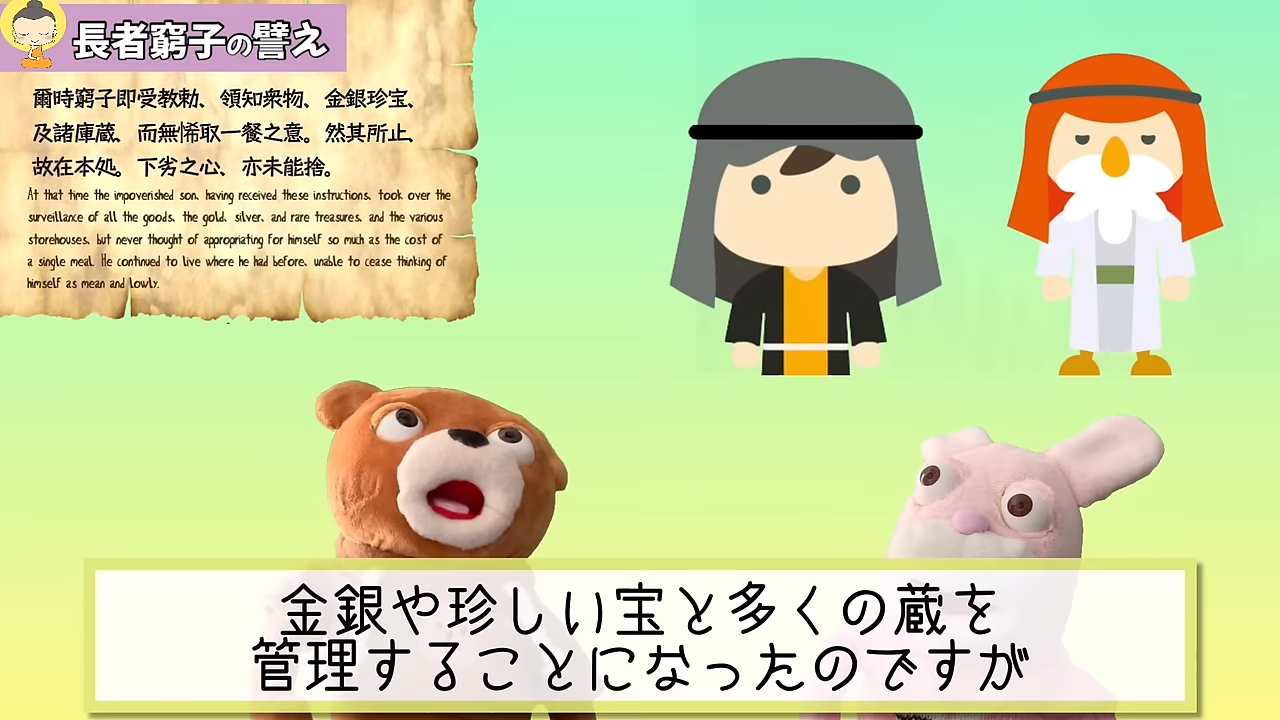 長者窮子の譬え
爾時窮子即受教勅、領知衆物、金銀珍宝、
及諸庫蔵、而無悕取一餐之意。然其所止、
故在本処。下劣之心、亦未能捨。
At that time the impoverished son, having received these instructions, took over the
surveillance of all the goods, the gold, silver, and rare treasures, and the various
storehouses, but never thought of appropriating for himself so much as the cost of
a single meal. He continued to live where he had before, unable to cease thinking of
himself as mean and lowly.
金銀や珍しい宝と多くの蔵を
管理することになったのですが